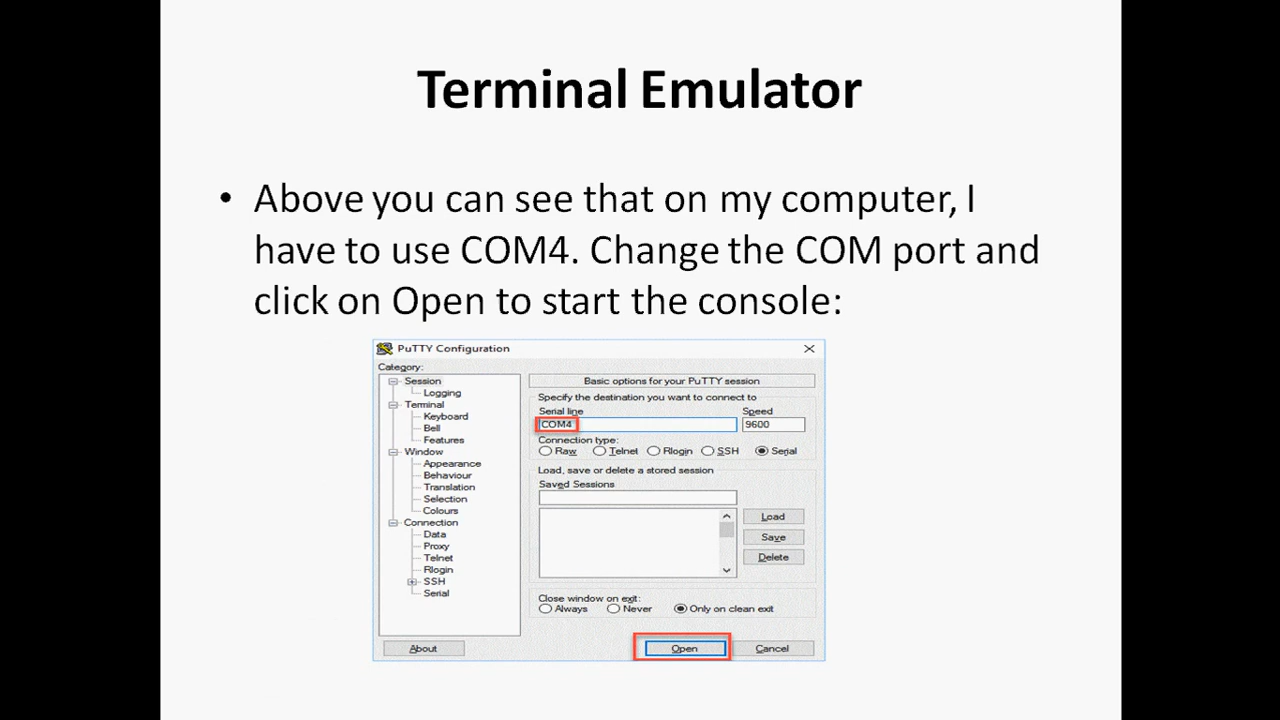 Terminal Emulator
• Above you can see that on my computer, I
have to use COM4. Change the COM port and
click on Open to start the console:
PuTTY Configuration
Category:
Session
Logging
Terminal
Keyboard
Bell
Features
Window
Appearance
Behaviour
Translation
Selection
Colours
Connection
Data
Proxy
Telnet
Rlogin
SSH
Serial
Basic options for your PuTTY session
Specify the destination you want to connect to
Serial line Speed
COM4 9600
Connection type:
Raw Telnet Rlogin SSH Serial
Load, save or delete a stored session
Saved Sessions
Load
Save
Delete
Close window on exit:
Always Never Only on clean exit
About Open Cancel